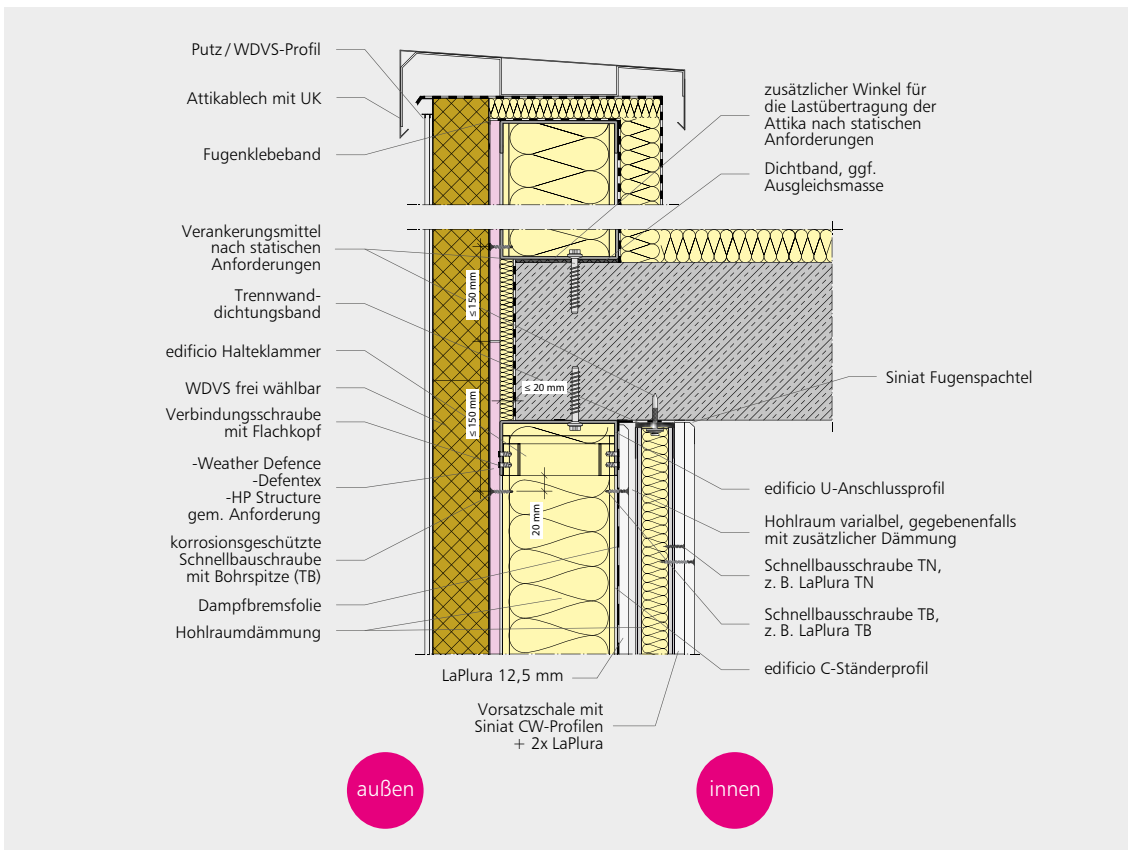 Putz / WDVS-Profil
Attikablech mit UK
Fugenklebeband
Verankerungsmittel
nach statischen
Anforderungen
Trennwand-
dichtungsband
edificio Halteklammer
WDVS frei wählbar
Verbindungsschraube
mit Flachkopf
-Weather Defence
-Defentex
-HP Structure
gem. Anforderung
korrosionsgeschützte
Schnellbauschraube
mit Bohrspitze (TB)
Dampfbremsfolie
Hohlraumdämmung
≤ 150 mm
≤ 20 mm
≤ 150 mm
20 mm
zusätzlicher Winkel für
die Lastübertragung der
Attika nach statischen
Anforderungen
Dichtband, ggf.
Ausgleichsmasse
Siniat Fugenspachtel
edificio U-Anschlussprofil
Hohlraum varialbel, gegebenenfalls
mit zusätzlicher Dämmung
Schnellbausschraube TN,
z. B. LaPlura TN
Schnellbausschraube TB,
z. B. LaPlura TB
edificio C-Ständerprofil
LaPlura 12,5 mm
Vorsatzschale mit
Siniat CW-Profilen
+ 2x LaPlura
außen
innen